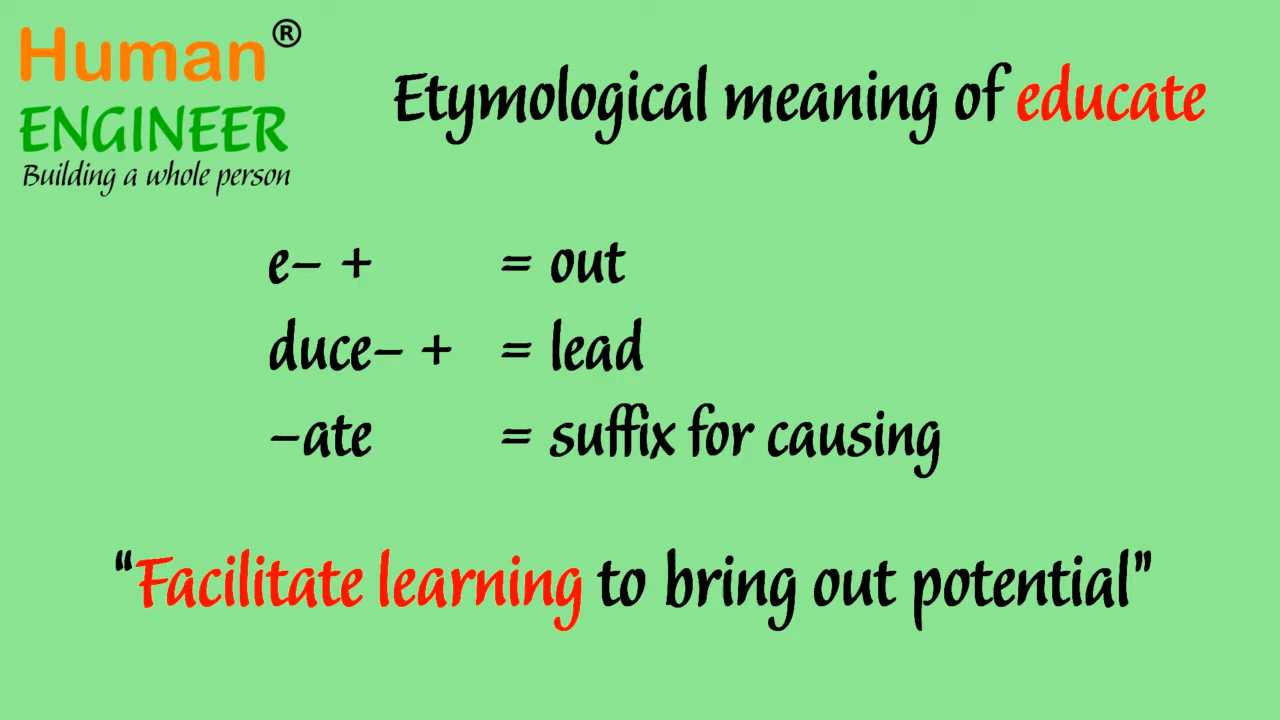 Human®
ENGINEER
Building a whole person
Etymological meaning of educate
e– + = out
duce– + = lead
–ate = suffix for causing
“Facilitate learning to bring out potential”